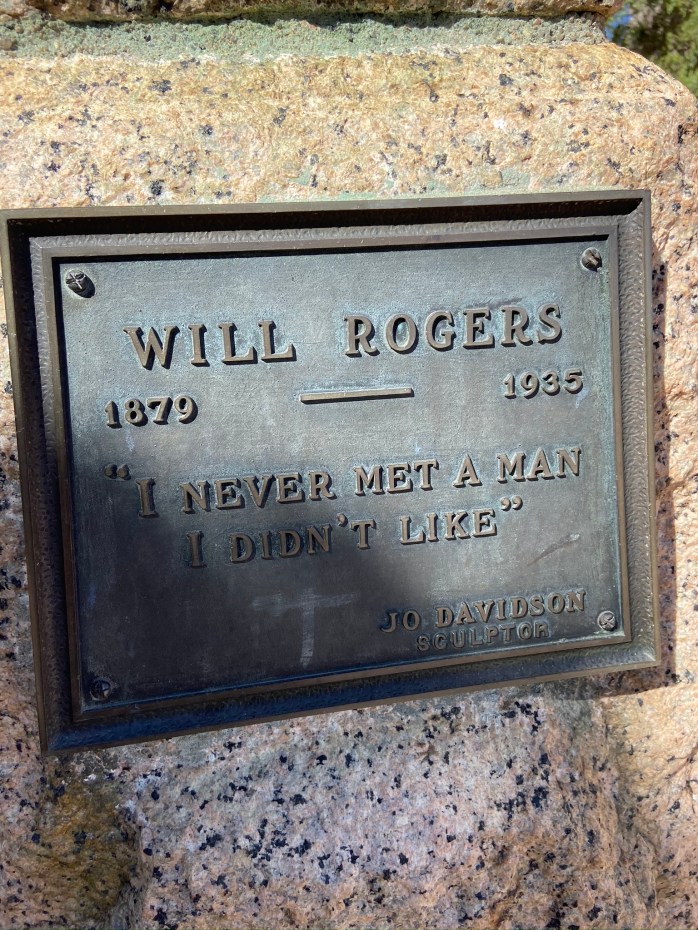 WILL ROGERS
1879 — 1935
“I NEVER MET A MAN
I DIDN'T LIKE”
JO DAVIDSON
SCULPTOR